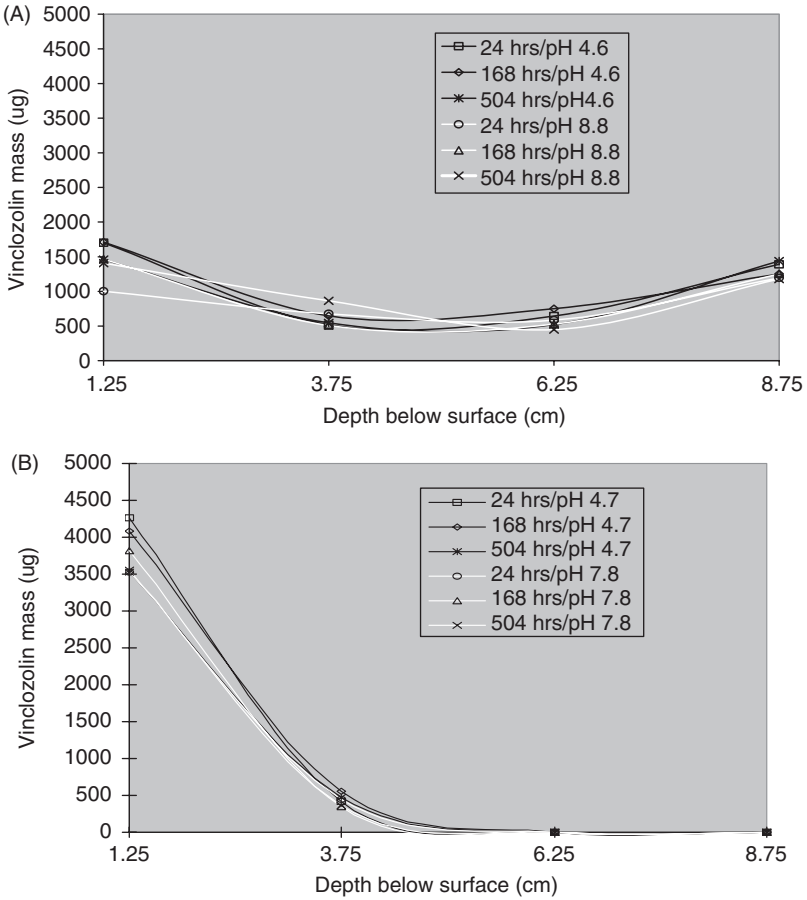 (A)
5000
4500
4000
3500
3000
2500
2000
1500
1000
500
0
Vinclozolin mass (ug)
24 hrs/pH 4.6
168 hrs/pH 4.6
504 hrs/pH4.6
24 hrs/pH 8.8
168 hrs/pH 8.8
504 hrs/pH 8.8
1.25 3.75 6.25 8.75
Depth below surface (cm)
(B)
5000
4500
4000
3500
3000
2500
2000
1500
1000
500
0
Vinclozolin mass (ug)
24 hrs/pH 4.7
168 hrs/pH 4.7
504 hrs/pH 4.7
24 hrs/pH 7.8
168 hrs/pH 7.8
504 hrs/pH 7.8
1.25 3.75 6.25 8.75
Depth below surface (cm)